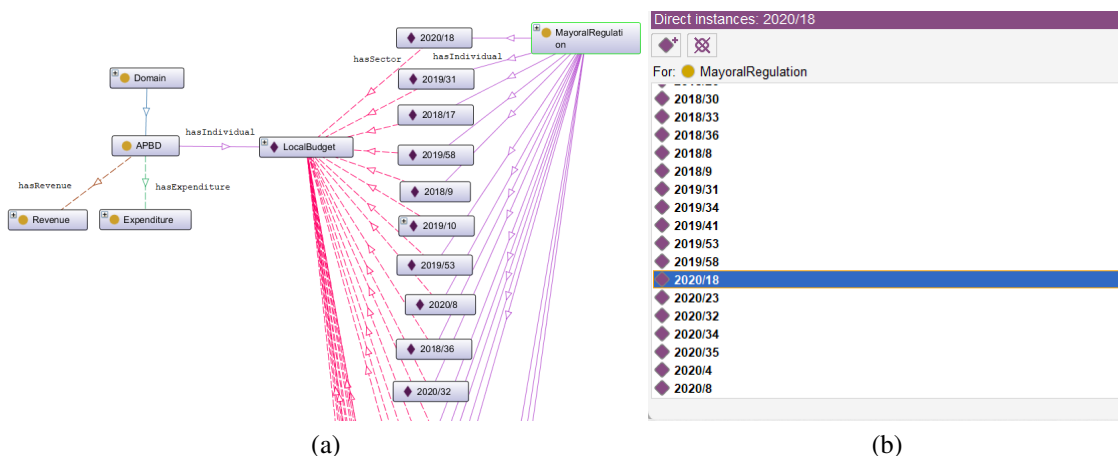 2020/18
MayoralRegulati
on
hasSector
hasIndividual
2019/31
Domain
2018/17
APBD
hasIndividual
LocalBudget
2019/58
hasRevenue
hasExpenditure
2018/9
Revenue
Expenditure
2019/10
2019/53
2020/8
2018/36
2020/32
(a)
Direct instances: 2020/18
For: MayoralRegulation
2018/30
2018/33
2018/36
2018/8
2018/9
2019/31
2019/34
2019/41
2019/53
2019/58
2020/18
2020/23
2020/32
2020/34
2020/35
2020/4
2020/8
(b)